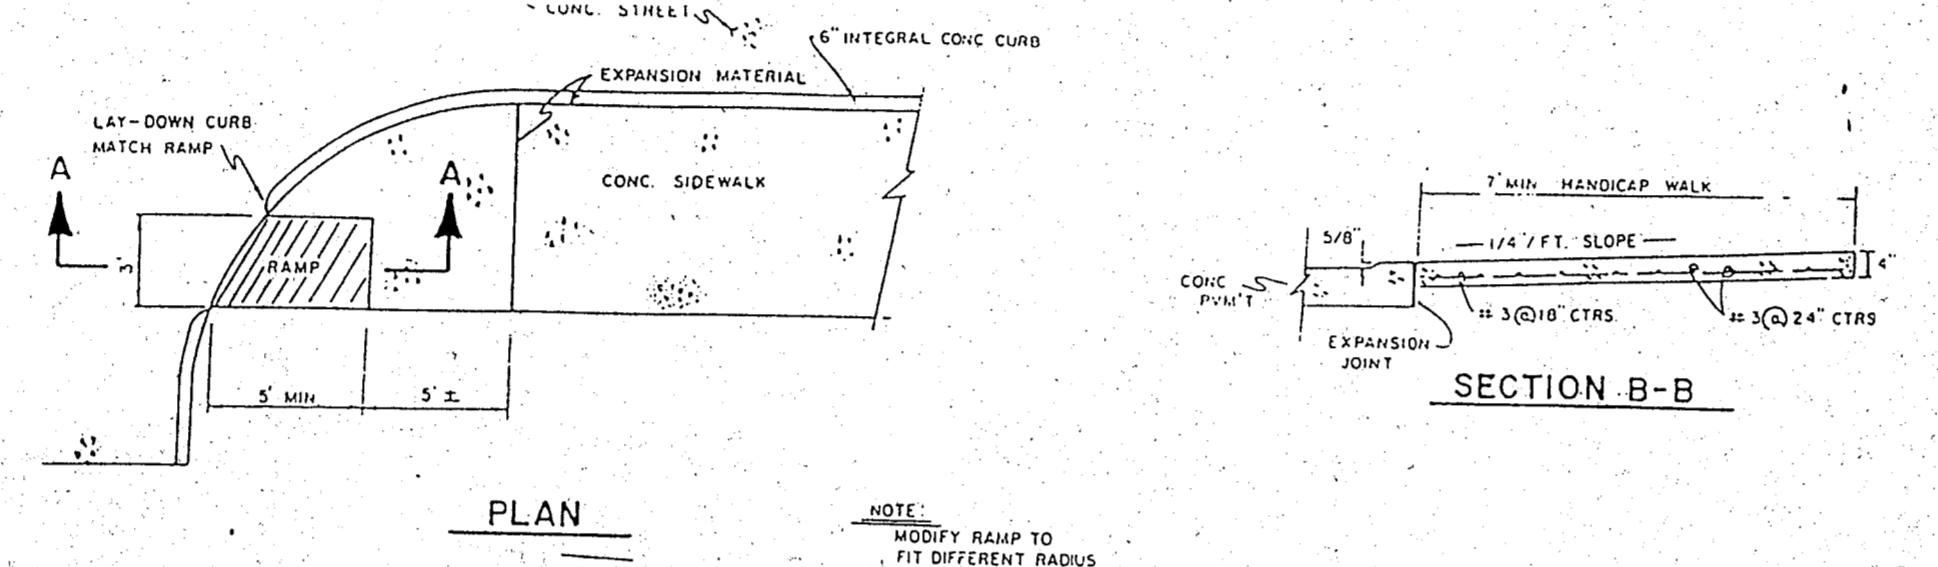 CONC. STREET
6" INTEGRAL CONC CURB
EXPANSION MATERIAL
LAY-DOWN CURB
MATCH RAMP
A
A
CONC. SIDEWALK
3'
RAMP
5' MIN
5' ±
PLAN
NOTE:
MODIFY RAMP TO
FIT DIFFERENT RADIUS
7' MIN HANDICAP WALK
5/8"
1/4"/FT. SLOPE
4"
CONC
PVM'T
# 3@18" CTRS.
# 3@24" CTRS
EXPANSION
JOINT
SECTION B-B